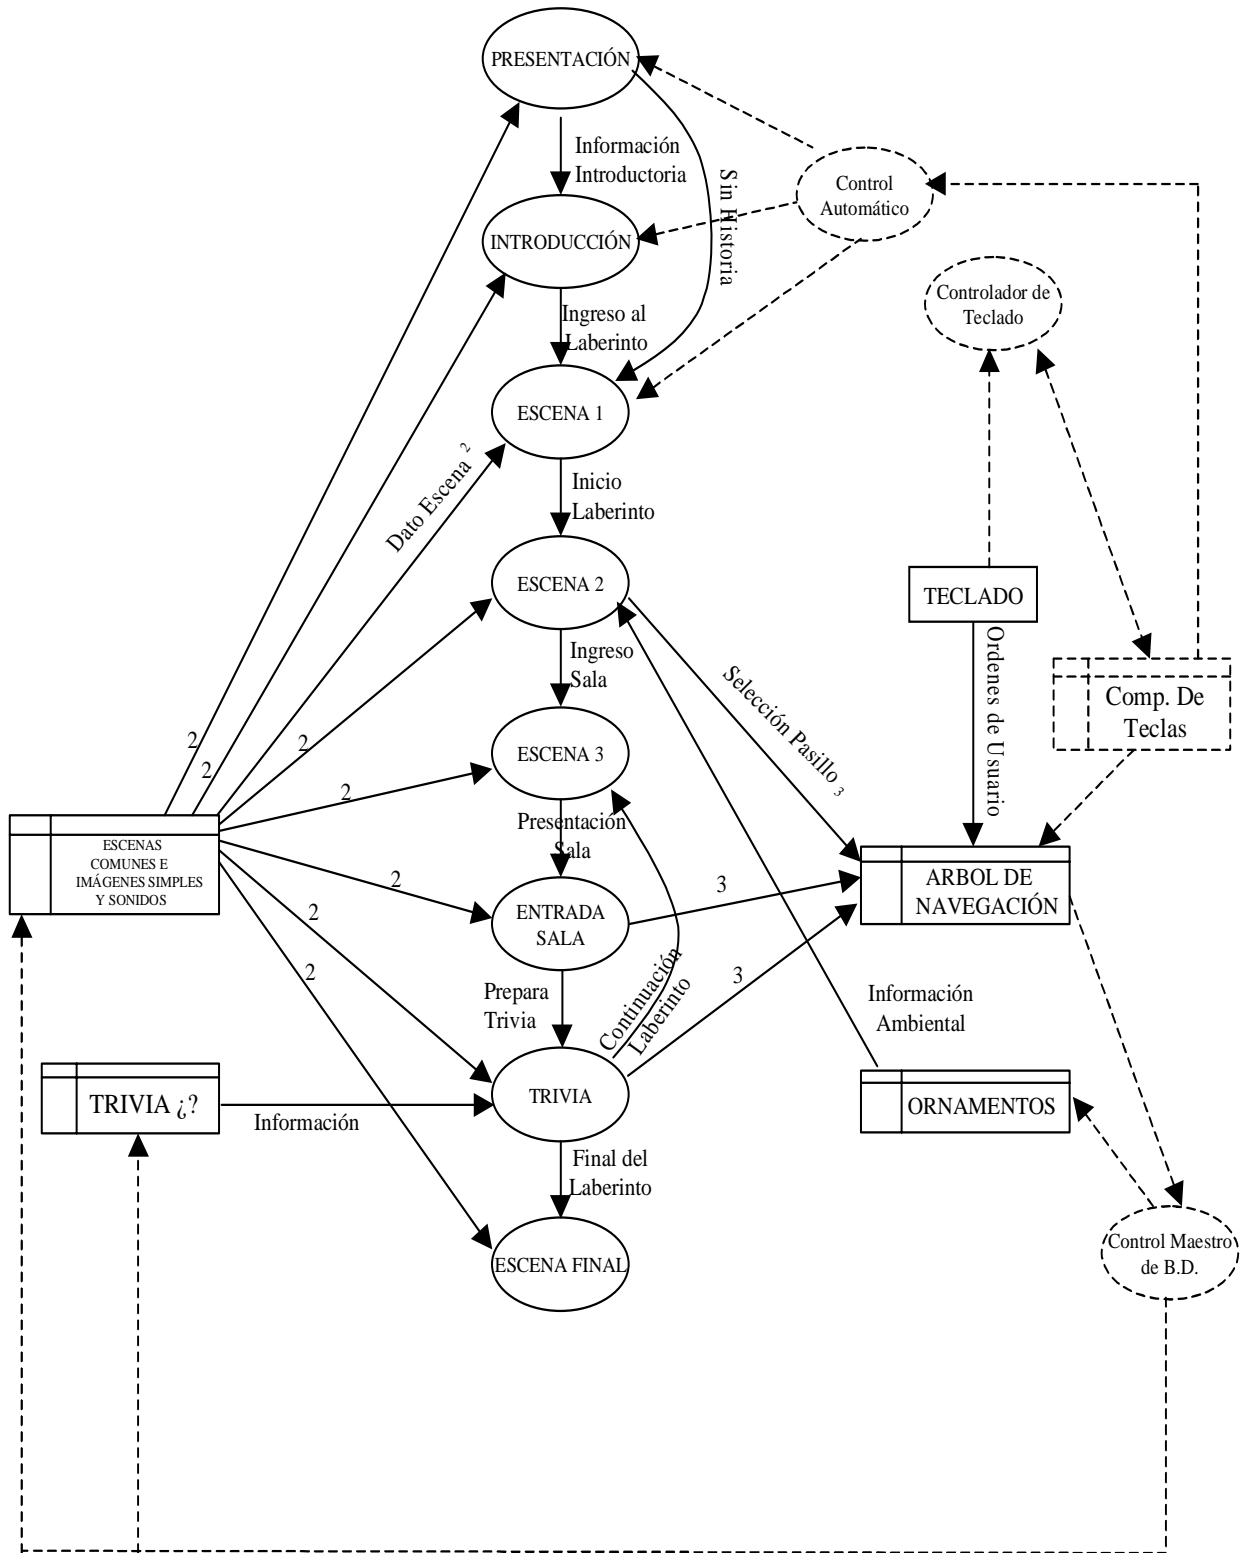 PRESENTACIÓN
Información
Introductoria
Sin Historia
Control
Automático
INTRODUCCIÓN
Controlador de
Teclado
Ingreso al
Laberinto
ESCENA 1
Dato Escena 2
Inicio
Laberinto
ESCENA 2
TECLADO
Ordenes de Usuario
Ingreso
Sala
Selección Pasillo 3
Comp. De
Teclas
2
2
2
2
ESCENA 3
Presentación
Sala
ESCENAS
COMUNES E
IMÁGENES SIMPLES
Y SONIDOS
2
2
2
ENTRADA
SALA
3
3
ARBOL DE
NAVEGACIÓN
Continuación
Laberinto
Prepara
Trivia
Información
Ambiental
TRIVIA ¿?
Información
TRIVIA
ORNAMENTOS
Final del
Laberinto
ESCENA FINAL
Control Maestro
de B.D.